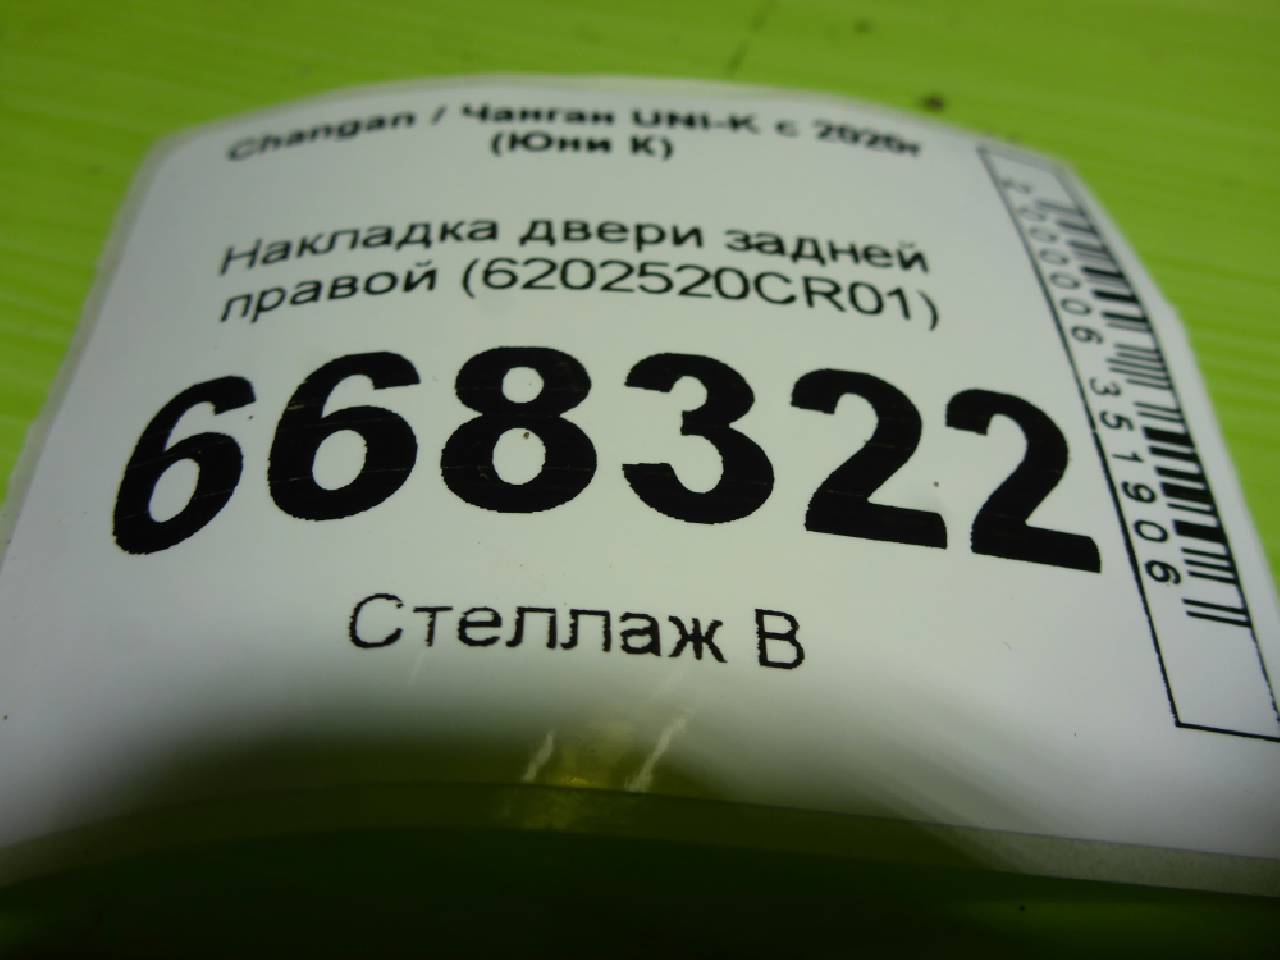 Changan / Чанган UNI-K с 2020г
(Юни К)
Накладка двери задней
правой (6202520CR01)
668322
Стеллаж В
2000006351906